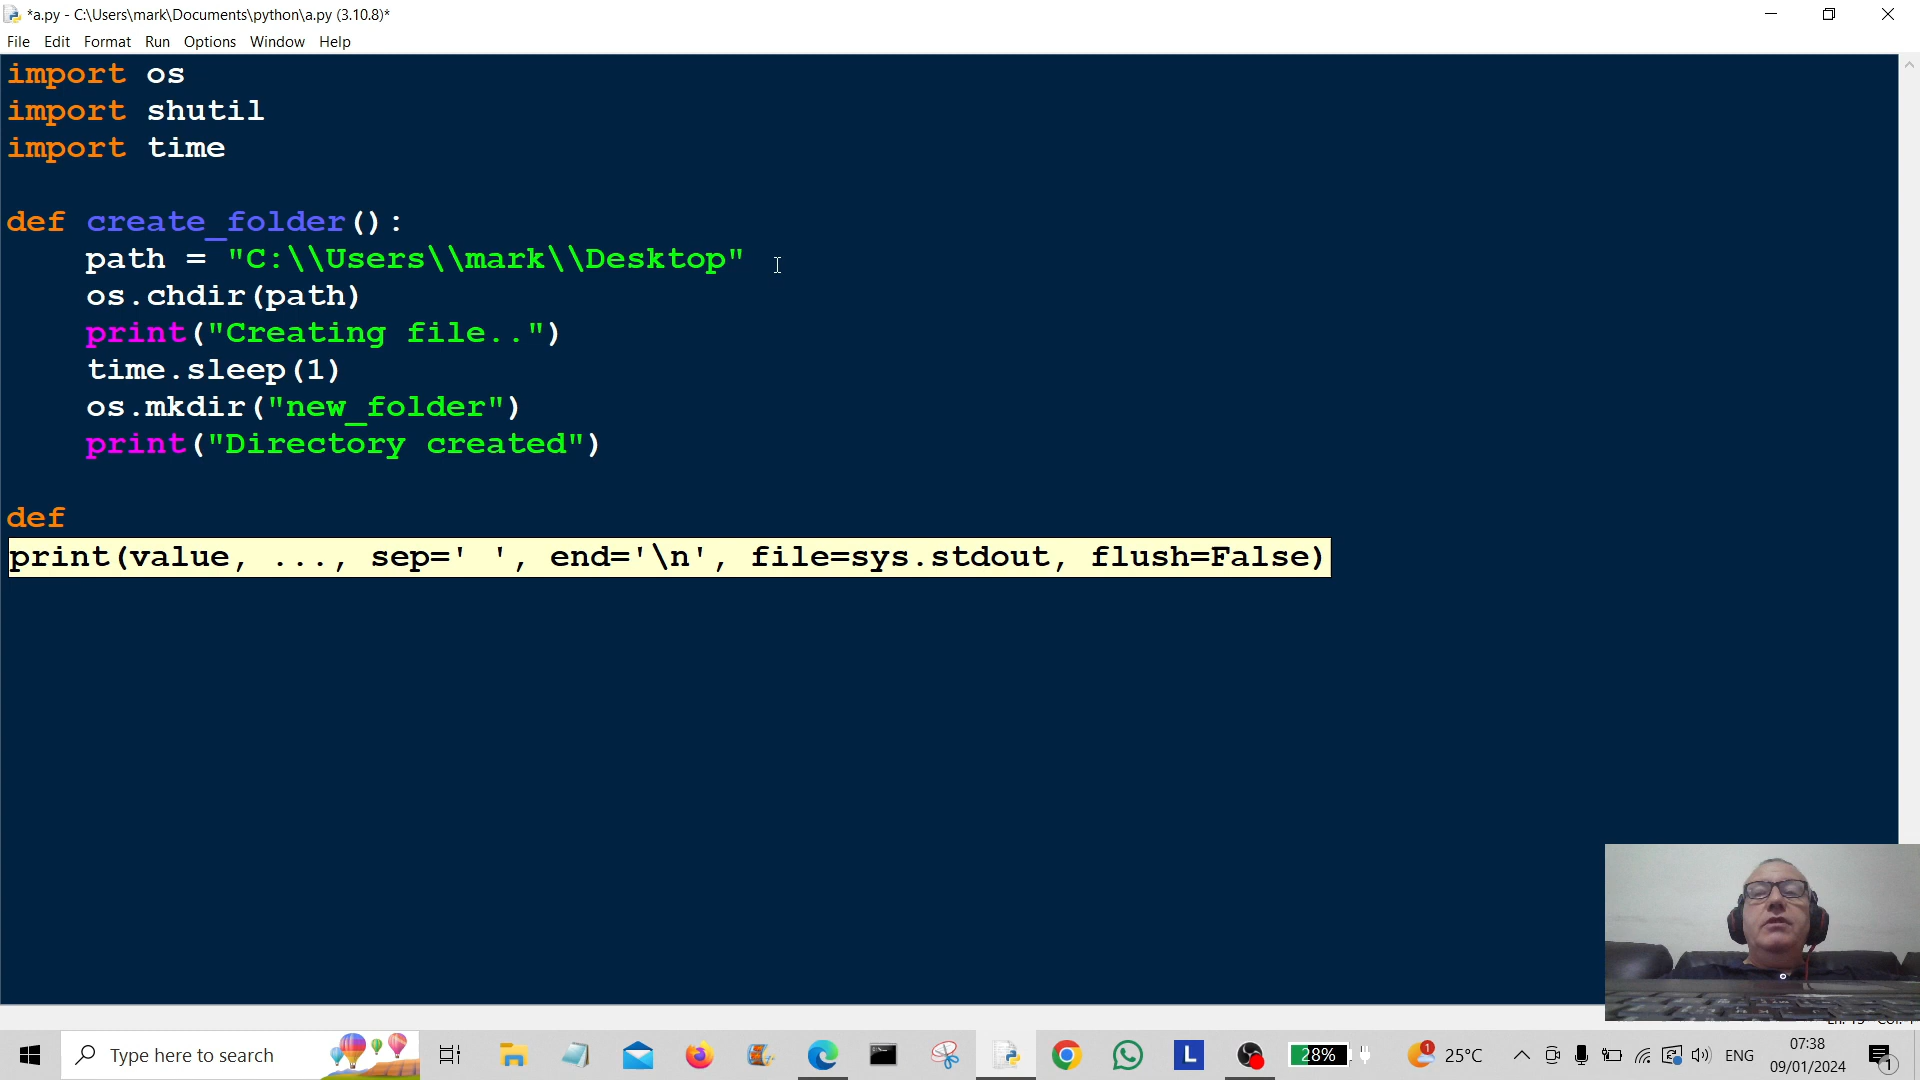 *a.py - C:\Users\mark\Documents\python\a.py (3.10.8)*
File Edit Format Run Options Window Help
import os
import shutil
import time
def create_folder():
path = "C:\\Users\\mark\\Desktop"
os.chdir(path)
print("Creating file..")
time.sleep(1)
os.mkdir("new_folder")
print("Directory created")
def
print(value, ..., sep=' ', end='\n', file=sys.stdout, flush=False)
Type here to search
L
28%
1
25°C
ENG
07:38
09/01/2024
1